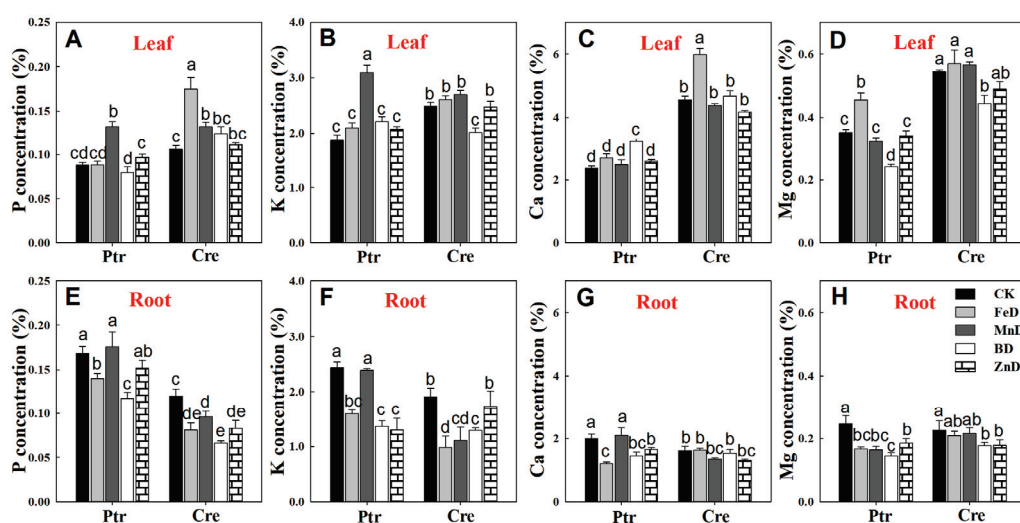 P concentration (%)
0.25
0.20
0.15
0.10
0.05
0.00
A
Leaf
cd cd b d c
c a b bc bc
Ptr Cre
K concentration (%)
4.0
3.0
2.0
1.0
0.0
B
Leaf
c c a c c
b b b c b
Ptr Cre
Ca concentration (%)
6
4
2
0
C
Leaf
d d d c d
b a b b b
Ptr Cre
Mg concentration (%)
0.6
0.4
0.2
0.0
D
Leaf
c b c d c
a a a b ab
Ptr Cre
P concentration (%)
0.25
0.20
0.15
0.10
0.05
0.00
E
Root
a b a c ab
c de d e de
Ptr Cre
K concentration (%)
4.0
3.0
2.0
1.0
0.0
F
Root
a bc a c c
b d cd c b
Ptr Cre
Ca concentration (%)
6
4
2
0
G
Root
a c a bc b
b b bc b bc
Ptr Cre
Mg concentration (%)
0.6
0.4
0.2
0.0
H
Root
CK
FeD
MnD
BD
ZnD
a bc bc c b
a ab ab b b
Ptr Cre